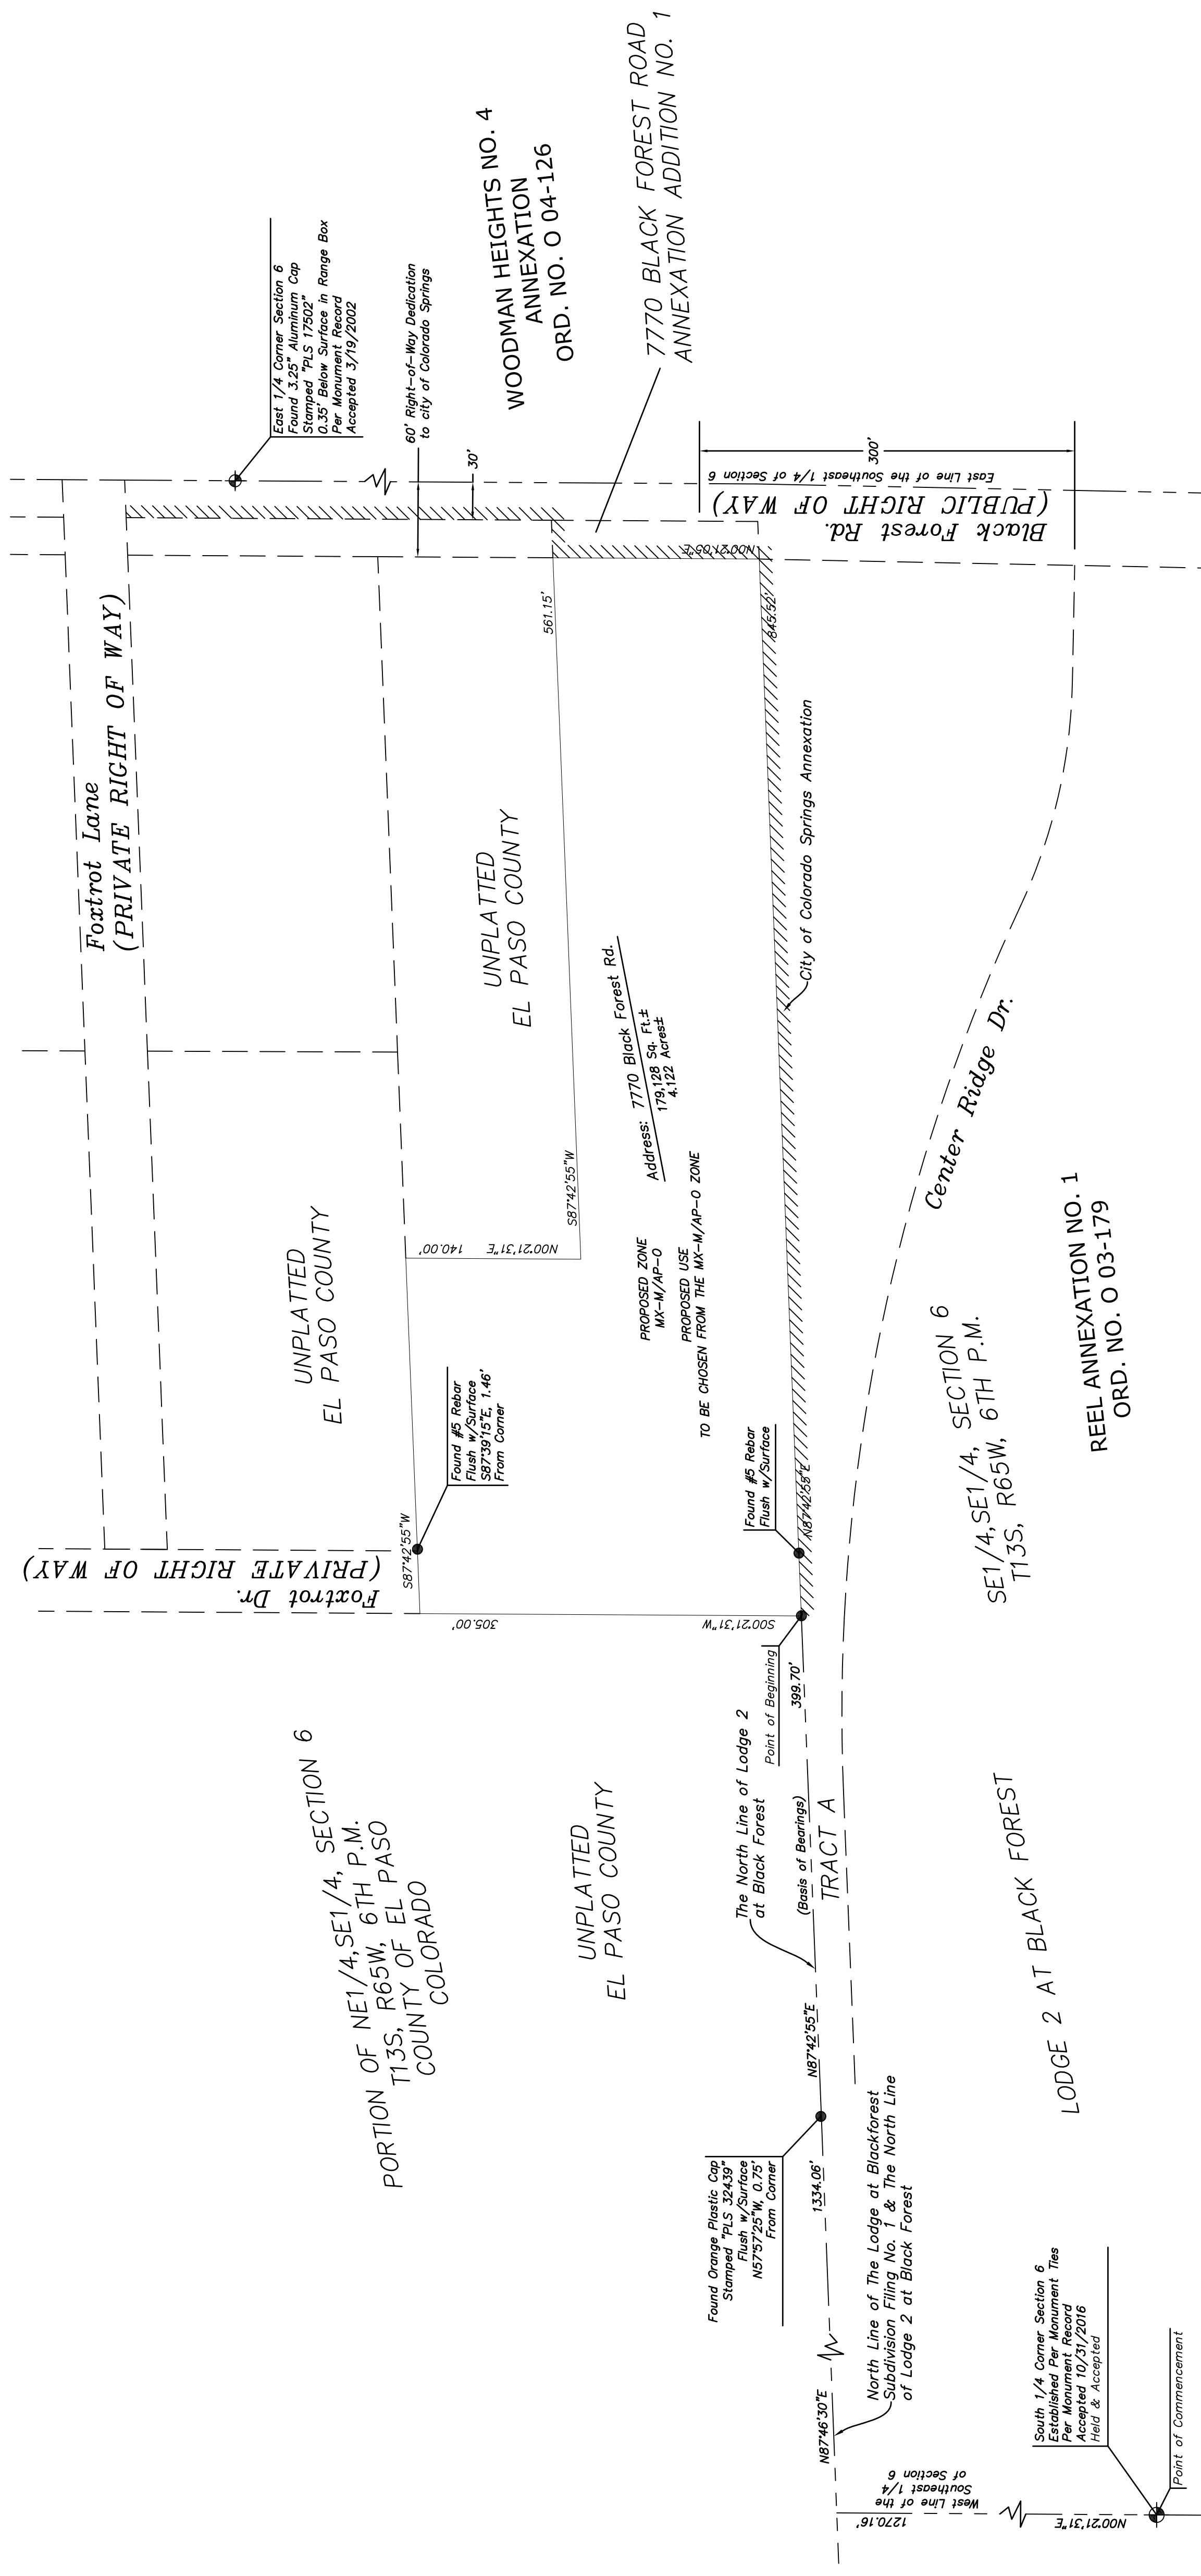 Foxtrot Lane
(PRIVATE RIGHT OF WAY)
East 1/4 Corner Section 6
Found 3.25" Aluminum Cap
Stamped "PLS 17502"
0.35' Below Surface in Range Box
Per Monument Record
Accepted 3/19/2002
60' Right-of-Way Dedication
to city of Colorado Springs
30'
WOODMAN HEIGHTS NO. 4
ANNEXATION
ORD. NO. O 04-126
7770 BLACK FOREST ROAD
ANNEXATION ADDITION NO. 1
300'
East Line of the Southeast 1/4 of Section 6
(PUBLIC RIGHT OF WAY)
Black Forest Rd.
N00°21'05"E
561.15'
845.52'
UNPLATTED
EL PASO COUNTY
UNPLATTED
EL PASO COUNTY
City of Colorado Springs Annexation
Address: 7770 Black Forest Rd.
179,128 Sq. Ft.±
4.122 Acres±
S87°42'55"W
N00°21'31"E 140.00'
PROPOSED ZONE
MX-M/AP-O
PROPOSED USE
TO BE CHOSEN FROM THE MX-M/AP-O ZONE
Center Ridge Dr.
Found #5 Rebar
Flush w/Surface
S87°39'15"E, 1.46'
From Corner
Found #5 Rebar
Flush w/Surface
N87°42'55"E
SE1/4,SE1/4, SECTION 6
T13S, R65W, 6TH P.M.
REEL ANNEXATION NO. 1
ORD. NO. O 03-179
(PRIVATE RIGHT OF WAY)
Foxtrot Dr.
S87°42'55"W
305.00'
S00°21'31"W
Point of Beginning
399.70'
PORTION OF NE1/4,SE1/4, SECTION 6
T13S, R65W, 6TH P.M.
COUNTY OF EL PASO
COLORADO
UNPLATTED
EL PASO COUNTY
The North Line of Lodge 2
at Black Forest
(Basis of Bearings)
TRACT A
N87°42'55"E
LODGE 2 AT BLACK FOREST
Found Orange Plastic Cap
Stamped "PLS 32439"
Flush w/Surface
N57°57'25"W, 0.75'
From Corner
1334.06'
North Line of The Lodge at Blackforest
Subdivision Filing No. 1 & The North Line
of Lodge 2 at Black Forest
N87°46'30"E
West Line of the
Southeast 1/4
of Section 6
1270.16'
N00°21'31"E
South 1/4 Corner Section 6
Established Per Monument Ties
Per Monument Record
Accepted 10/31/2016
Held & Accepted
Point of Commencement